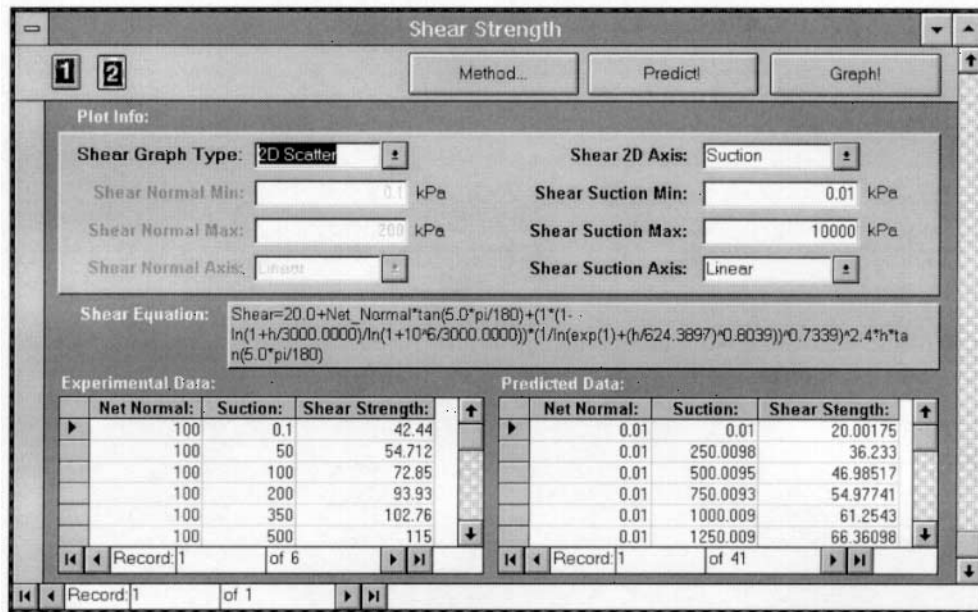 Shear Strength
1 2 Method... Predict! Graph!
Plot Info:
Shear Graph Type: 2D Scatter Shear 2D Axis: Suction
Shear Normal Min: 0.1 kPa Shear Suction Min: 0.01 kPa
Shear Normal Max: 200 kPa Shear Suction Max: 10000 kPa
Shear Normal Axis: Linear Shear Suction Axis: Linear
Shear Equation: Shear=20.0+Net_Normal*tan(5.0*pi/180)+(1*(1-
ln(1+h/3000.0000)/ln(1+10^6/3000.0000))*(1/ln(exp(1)+(h/624.3897)^0.8039))^0.7339)^2.4*h*ta
n(5.0*pi/180)
Experimental Data: Predicted Data:
Net Normal: Suction: Shear Strength: Net Normal: Suction: Shear Stength:
100 0.1 42.44 0.01 0.01 20.00175
100 50 54.712 0.01 250.0098 36.233
100 100 72.85 0.01 500.0095 46.98517
100 200 93.93 0.01 750.0093 54.97741
100 350 102.76 0.01 1000.009 61.2543
100 500 115 0.01 1250.009 66.36098
Record: 1 of 6 Record: 1 of 41
Record: 1 of 1